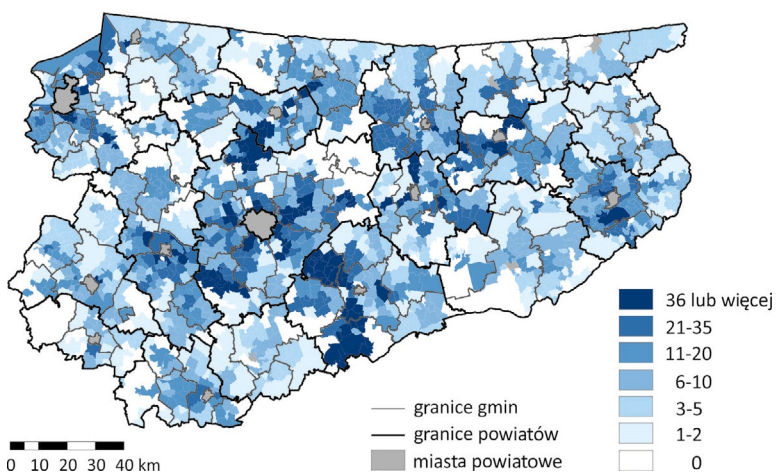 36 lub więcej
21-35
11-20
6-10
3-5
1-2
0
granice gmin
granice powiatów
miasta powiatowe
0 10 20 40 km